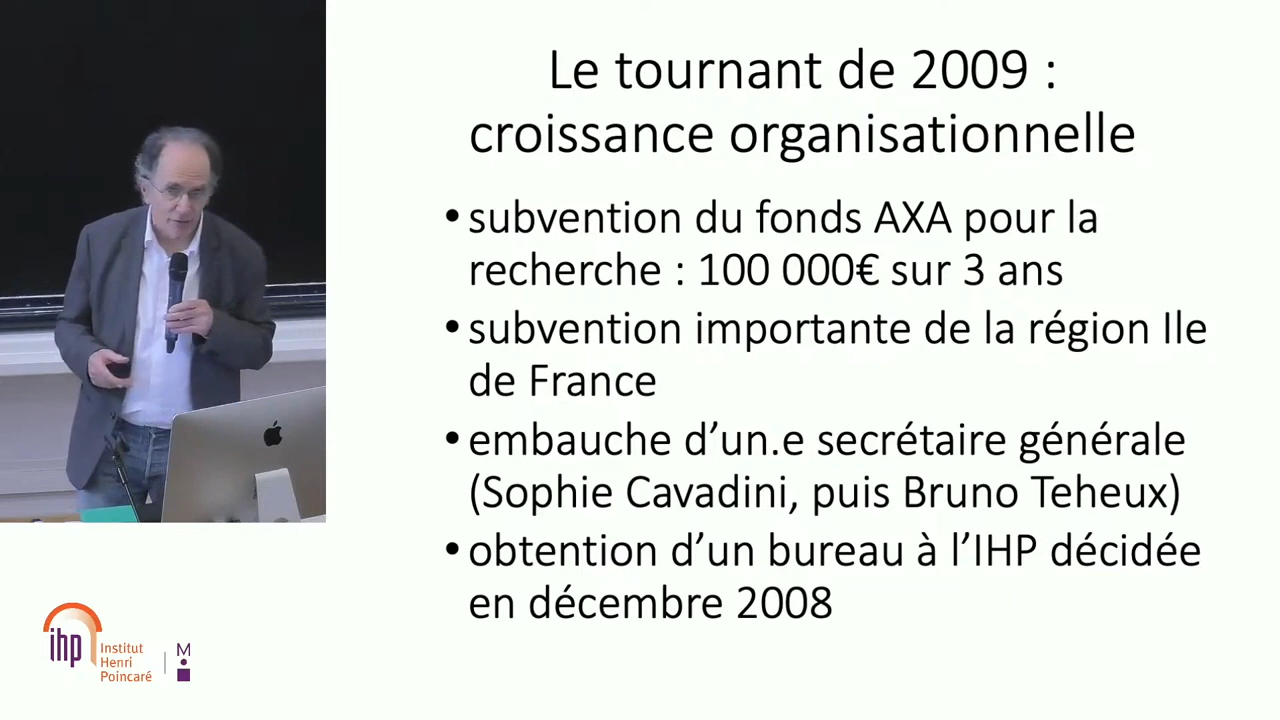 Le tournant de 2009 :
croissance organisationnelle
•subvention du fonds AXA pour la
recherche : 100 000€ sur 3 ans
•subvention importante de la région Ile
de France
•embauche d’un.e secrétaire générale
(Sophie Cavadini, puis Bruno Teheux)
•obtention d’un bureau à l’IHP décidée
en décembre 2008
ihp
Institut
Henri
Poincaré
M